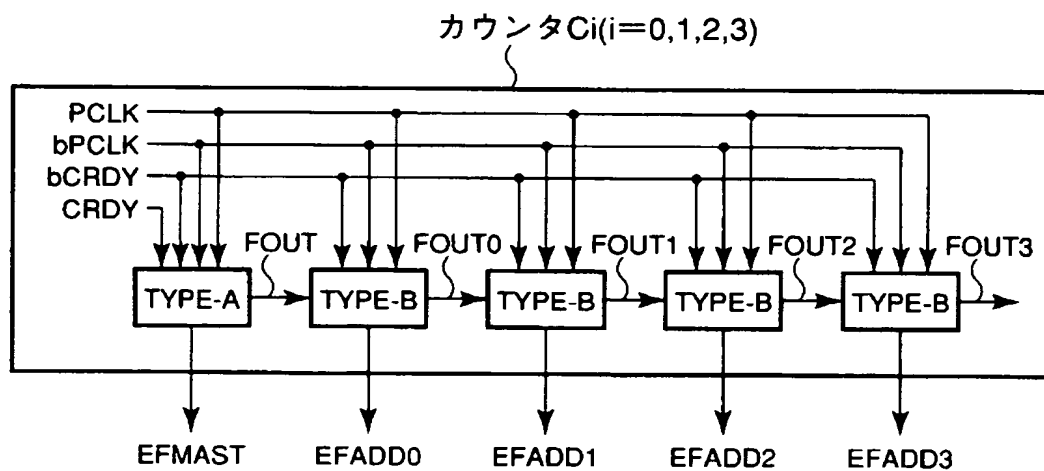 カウンタCi(i=0,1,2,3)
PCLK
bPCLK
bCRDY
CRDY
FOUT FOUT0 FOUT1 FOUT2 FOUT3
TYPE-A TYPE-B TYPE-B TYPE-B TYPE-B
EFMAST EFADD0 EFADD1 EFADD2 EFADD3